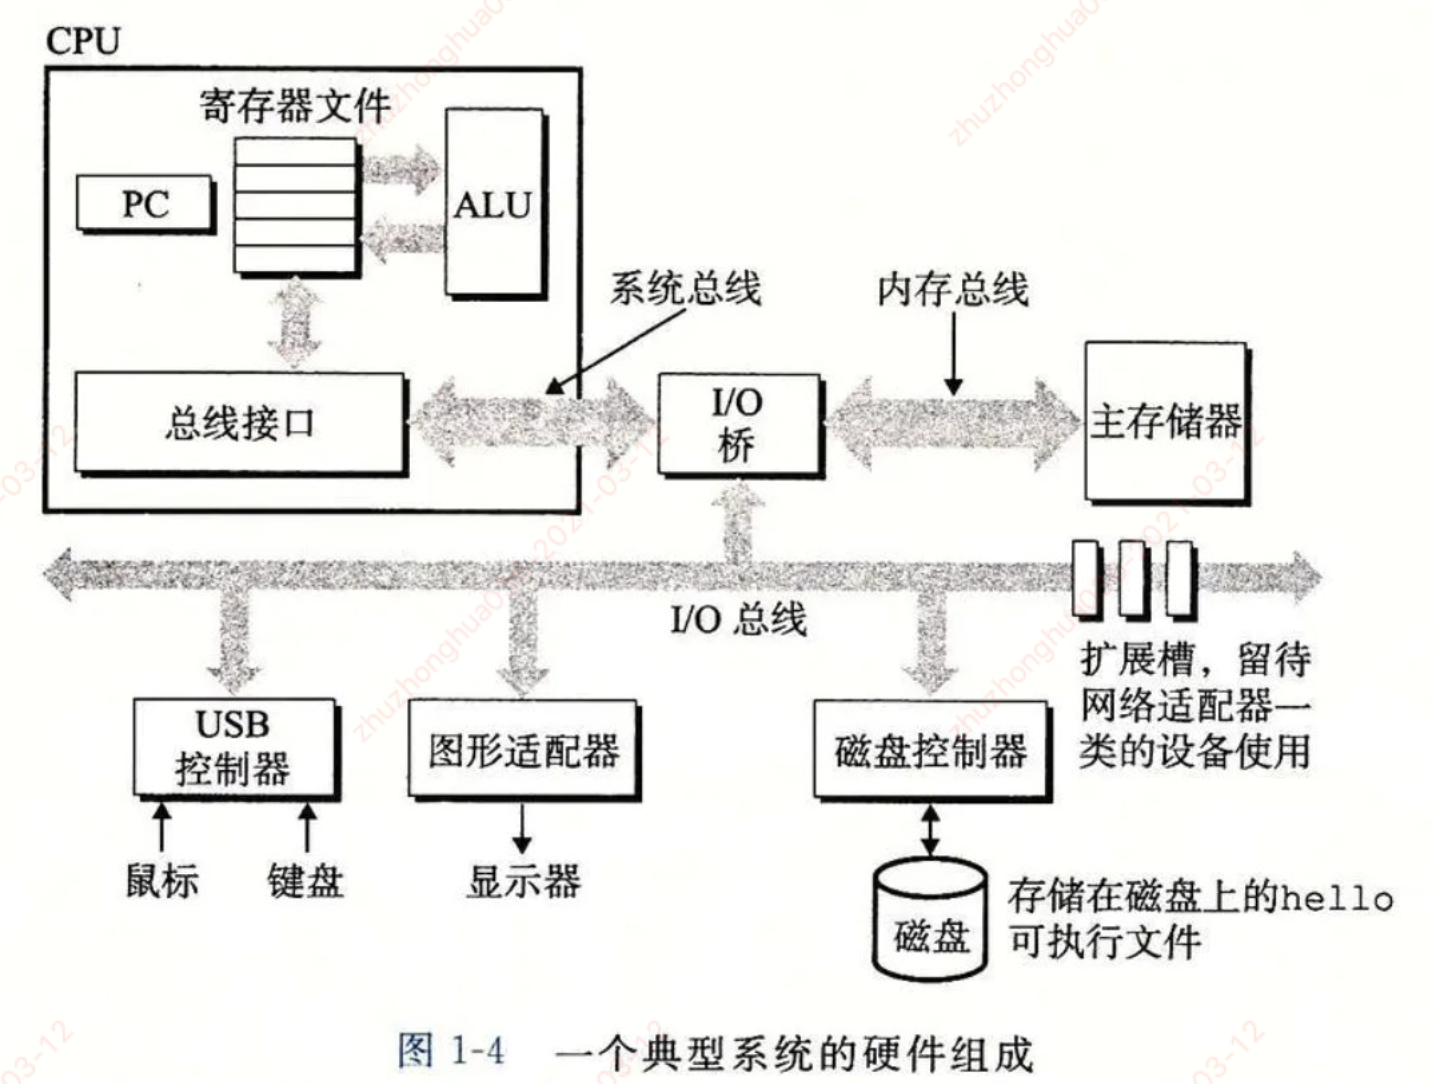 CPU
寄存器文件
PC
ALU
系统总线
内存总线
总线接口
I/O
桥
主存储器
I/O 总线
扩展槽，留待
网络适配器一
类的设备使用
USB
控制器
图形适配器
磁盘控制器
鼠标
键盘
显示器
磁盘
存储在磁盘上的hello
可执行文件
图 1-4 一个典型系统的硬件组成